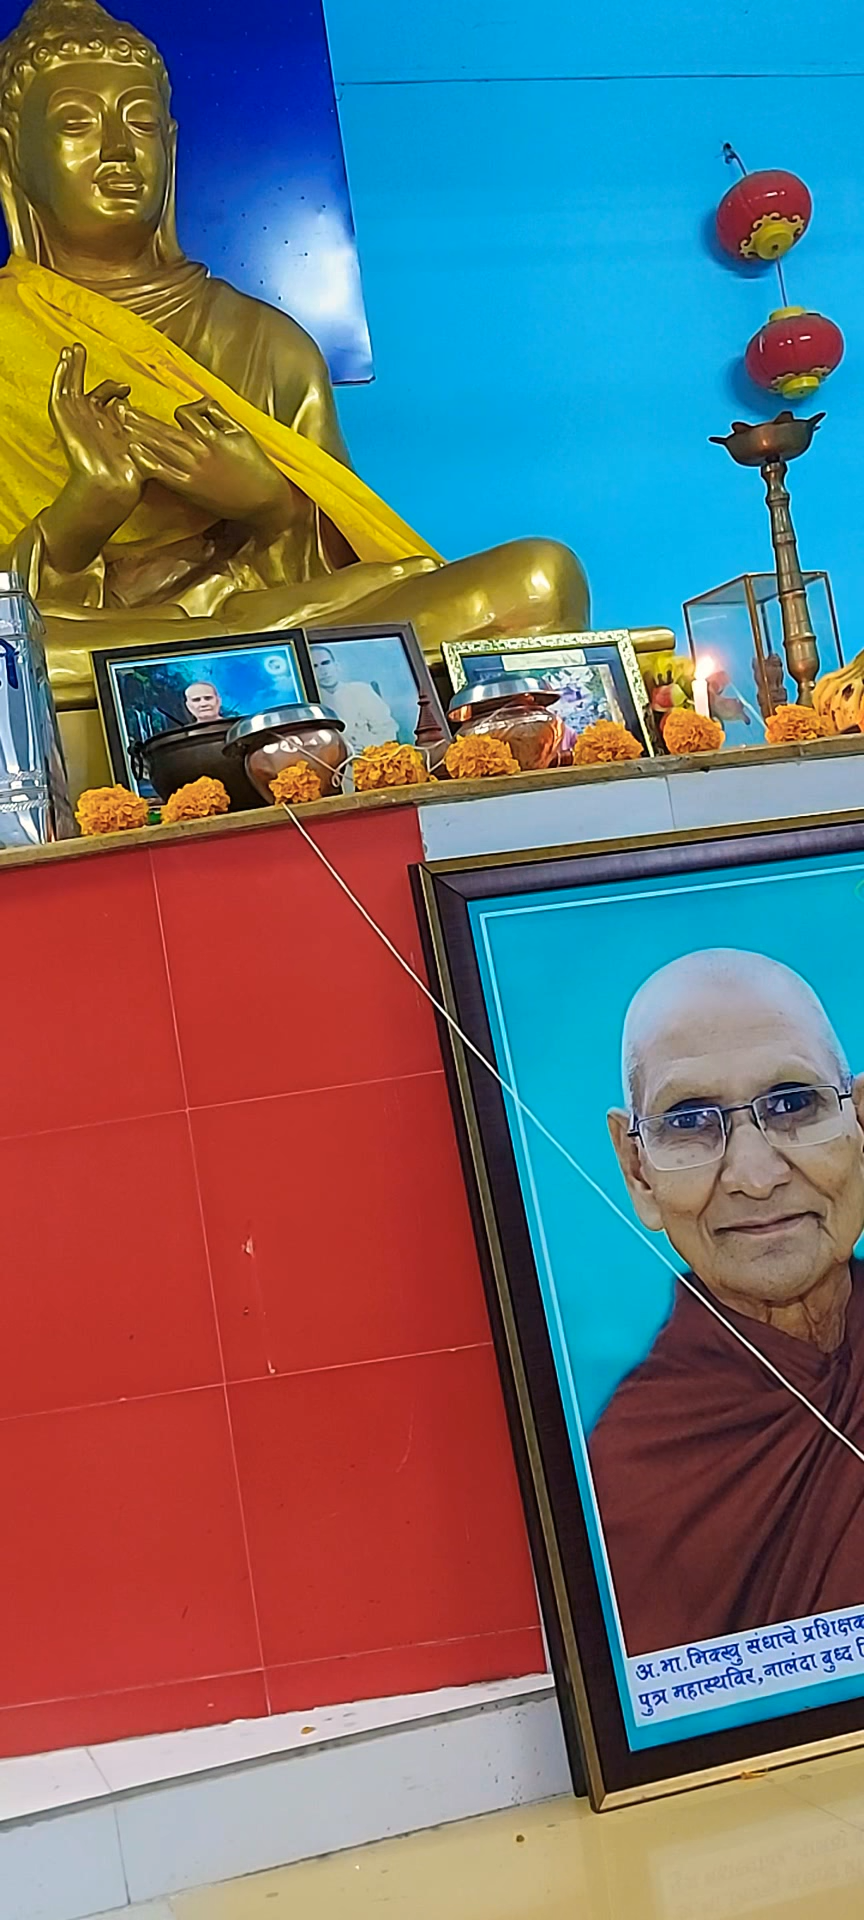 अ.भा.भिक्खु संघाचे प्रशिक्षक
पुत्र महास्थविर, नालंदा बुध्द